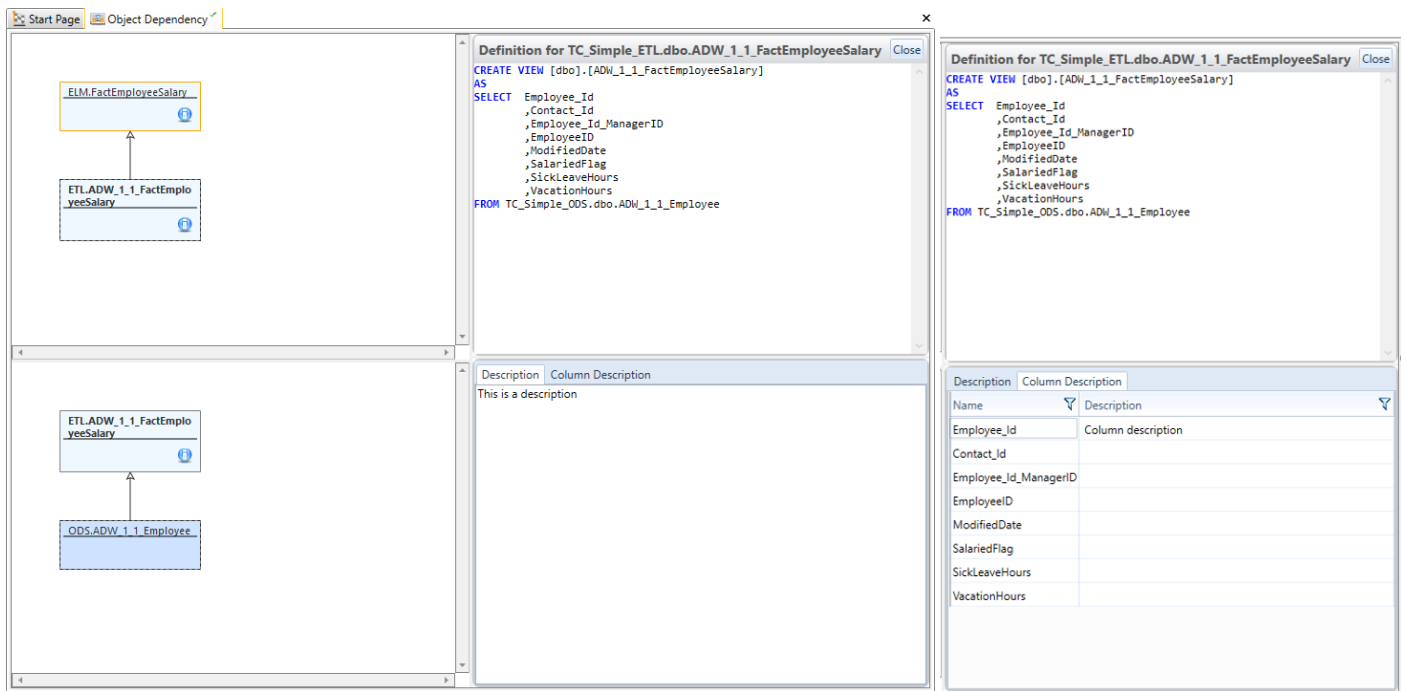 Start Page Object Dependency
ELM.FactEmployeeSalary
ETL.ADW_1_1_FactEmplo
yeeSalary
Definition for TC_Simple_ETL.dbo.ADW_1_1_FactEmployeeSalary Close
CREATE VIEW [dbo].[ADW_1_1_FactEmployeeSalary]
AS
SELECT Employee_Id
,Contact_Id
,Employee_Id_ManagerID
,EmployeeID
,ModifiedDate
,SalariedFlag
,SickLeaveHours
,VacationHours
FROM TC_Simple_ODS.dbo.ADW_1_1_Employee
ETL.ADW_1_1_FactEmplo
yeeSalary
ODS.ADW_1_1_Employee
Description Column Description
This is a description
Definition for TC_Simple_ETL.dbo.ADW_1_1_FactEmployeeSalary Close
CREATE VIEW [dbo].[ADW_1_1_FactEmployeeSalary]
AS
SELECT Employee_Id
,Contact_Id
,Employee_Id_ManagerID
,EmployeeID
,ModifiedDate
,SalariedFlag
,SickLeaveHours
,VacationHours
FROM TC_Simple_ODS.dbo.ADW_1_1_Employee
Description Column Description
Name Description
Employee_Id Column description
Contact_Id
Employee_Id_ManagerID
EmployeeID
ModifiedDate
SalariedFlag
SickLeaveHours
VacationHours